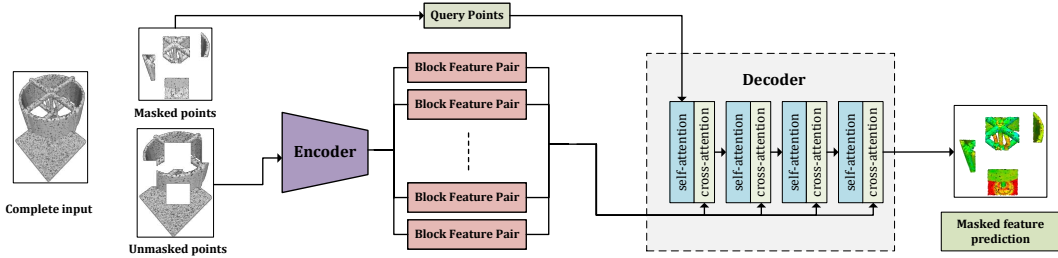 Query Points
Masked points
Complete input
Unmasked points
Encoder
Block Feature Pair
Block Feature Pair
Block Feature Pair
Block Feature Pair
Decoder
self-attention
cross-attention
self-attention
cross-attention
self-attention
cross-attention
self-attention
cross-attention
Masked feature
prediction